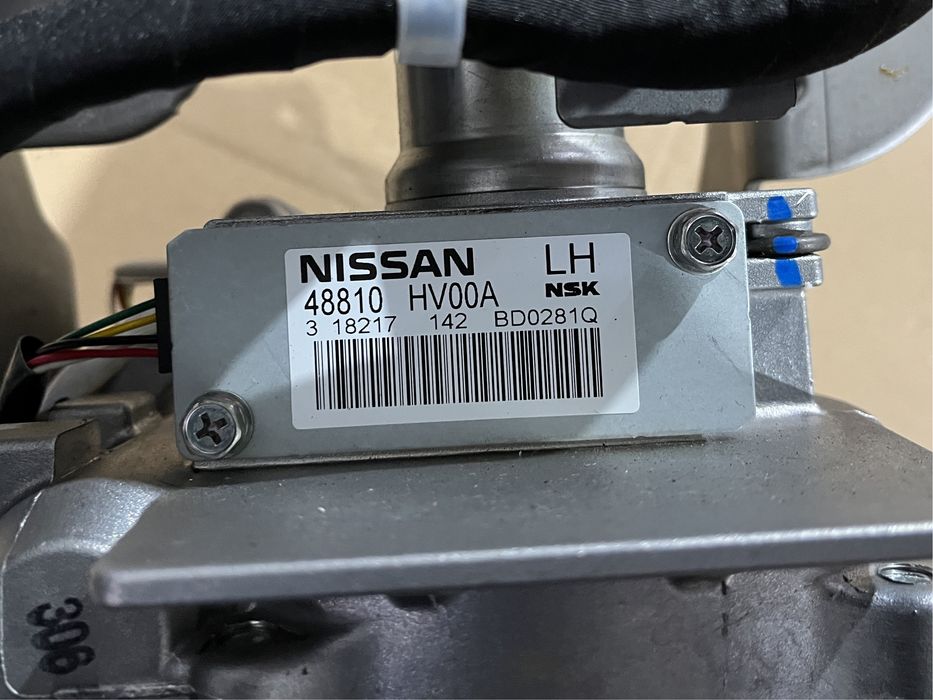 NISSAN LH
48810 HV00A NSK
3 18217 142 BD0281Q
306